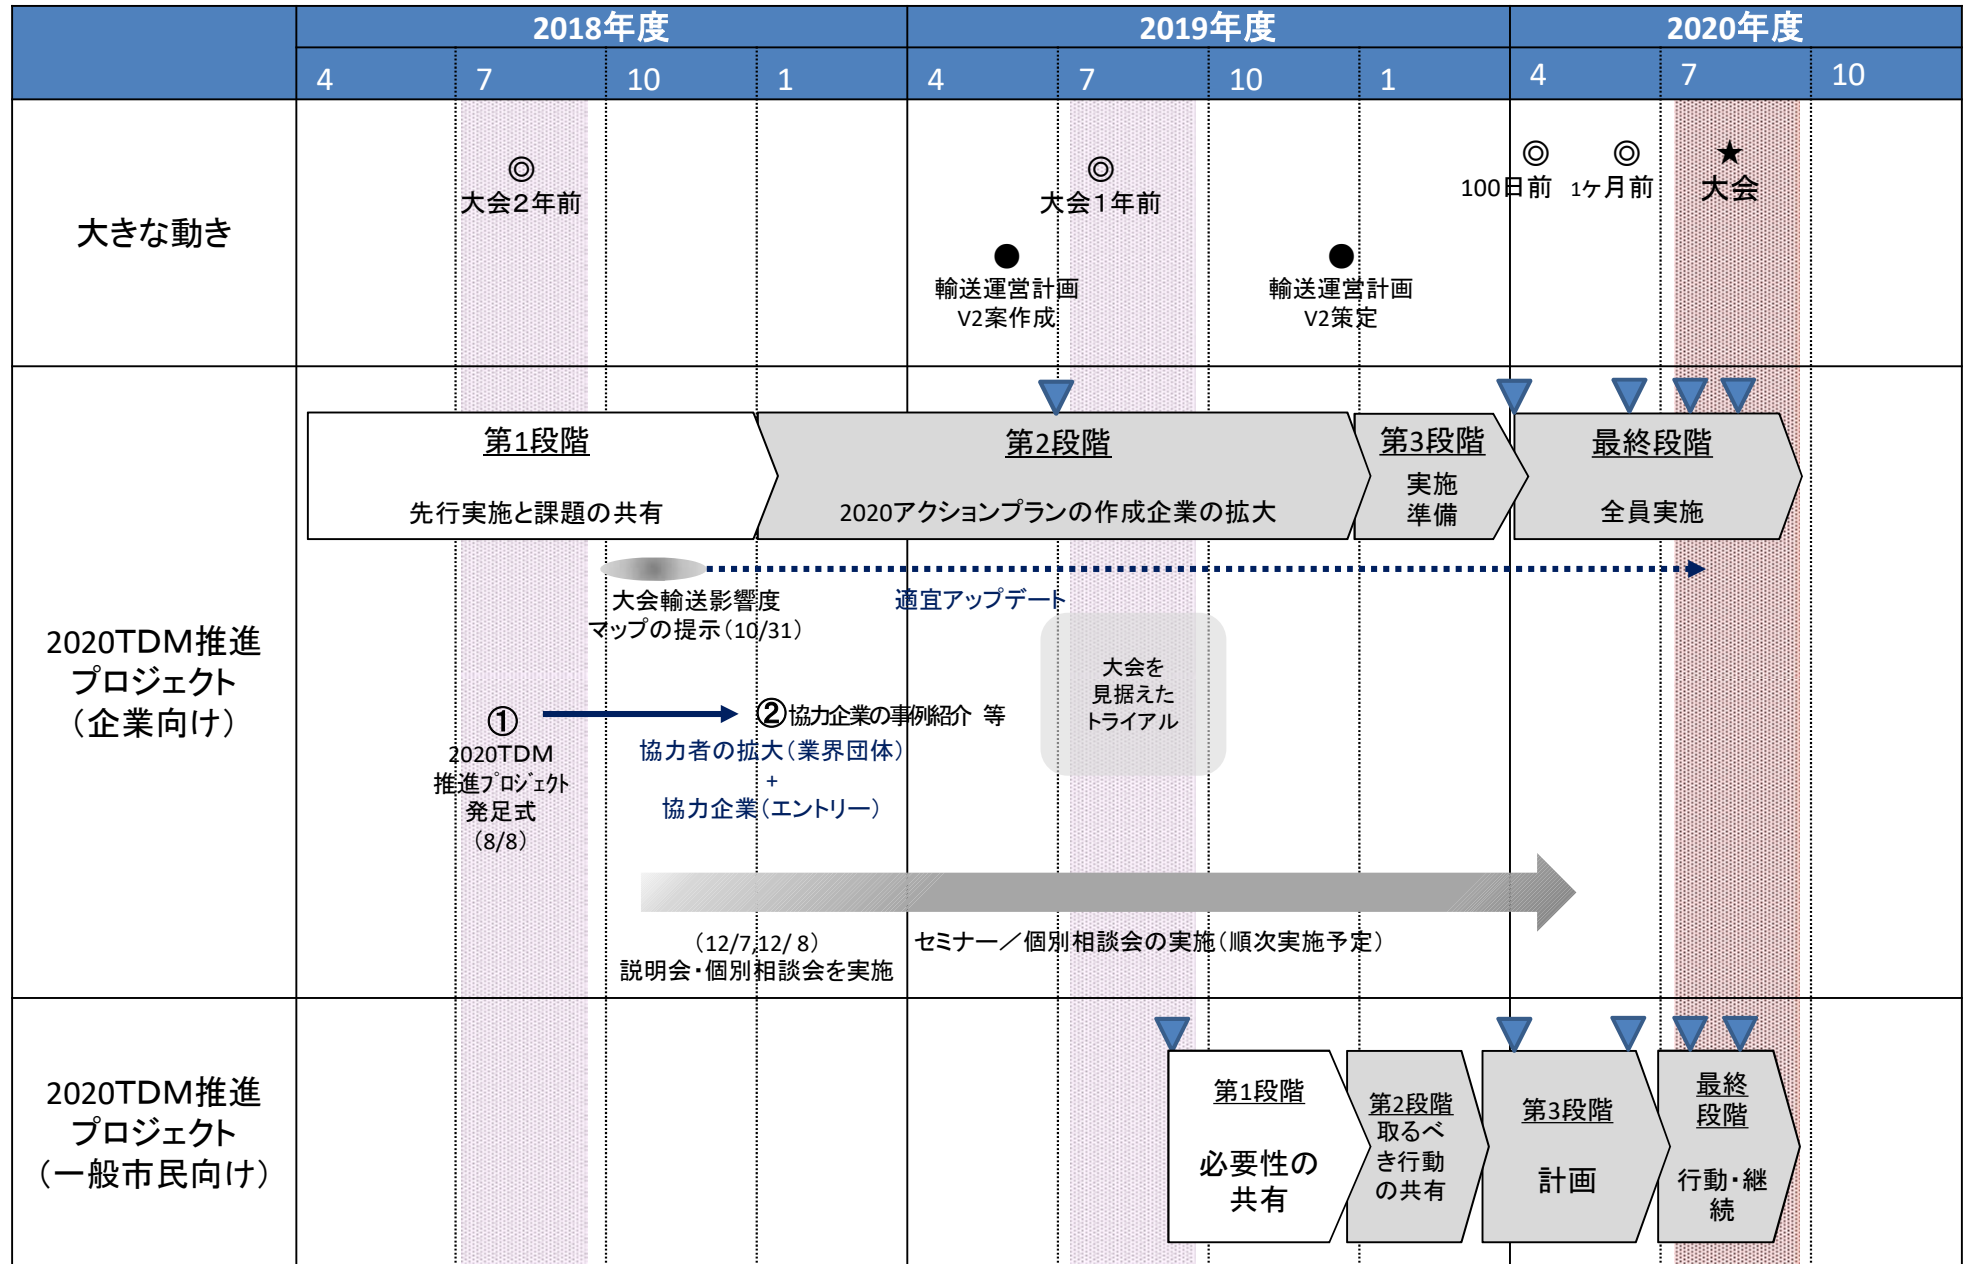 2018年度
2019年度
2020年度
4
7
10
1
4
7
10
1
4
7
10
大きな動き
◎
大会2年前
◎
大会1年前
◎
100日前
◎
1ヶ月前
★
大会
●
輸送運営計画
V2案作成
●
輸送運営計画
V2策定
2020TDM推進
プロジェクト
（企業向け）
第1段階
先行実施と課題の共有
第2段階
2020アクションプランの作成企業の拡大
第3段階
実施
準備
最終段階
全員実施
大会輸送影響度
マップの提示（10/31）
適宜アップデート
大会を
見据えた
トライアル
①
2020TDM
推進ﾌﾟﾛｼﾞｪｸﾄ
発足式
（8/8）
②協力企業の事例紹介 等
協力者の拡大（業界団体）
+
協力企業（エントリー）
（12/7,12/ 8）
説明会・個別相談会を実施
セミナー／個別相談会の実施（順次実施予定）
2020TDM推進
プロジェクト
（一般市民向け）
第1段階
必要性の
共有
第2段階
取るべ
き行動
の共有
第3段階
計画
最終
段階
行動・継
続